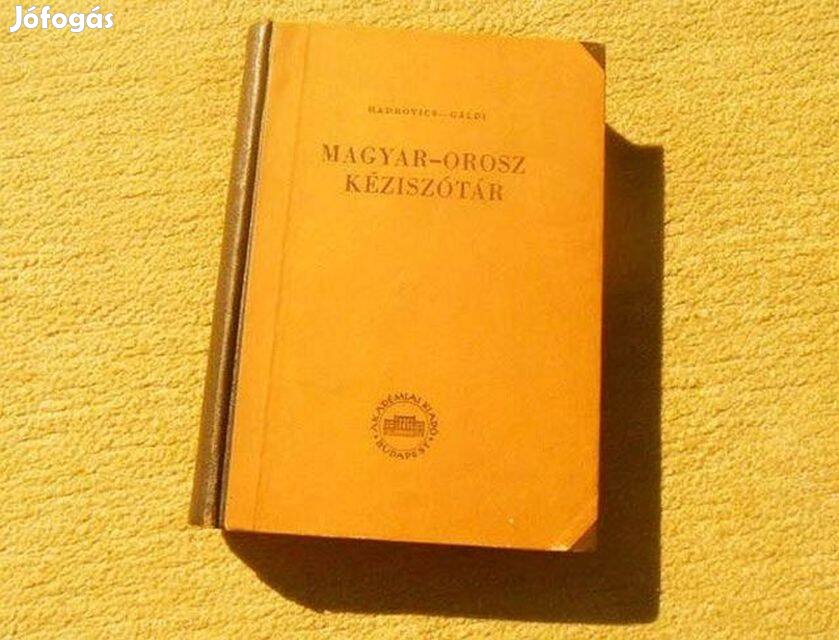 Jófogás
HADROVICS—GÁLDI
MAGYAR–OROSZ
KÉZISZÓTÁR
AKADÉMIAI KIADÓ
BUDAPEST